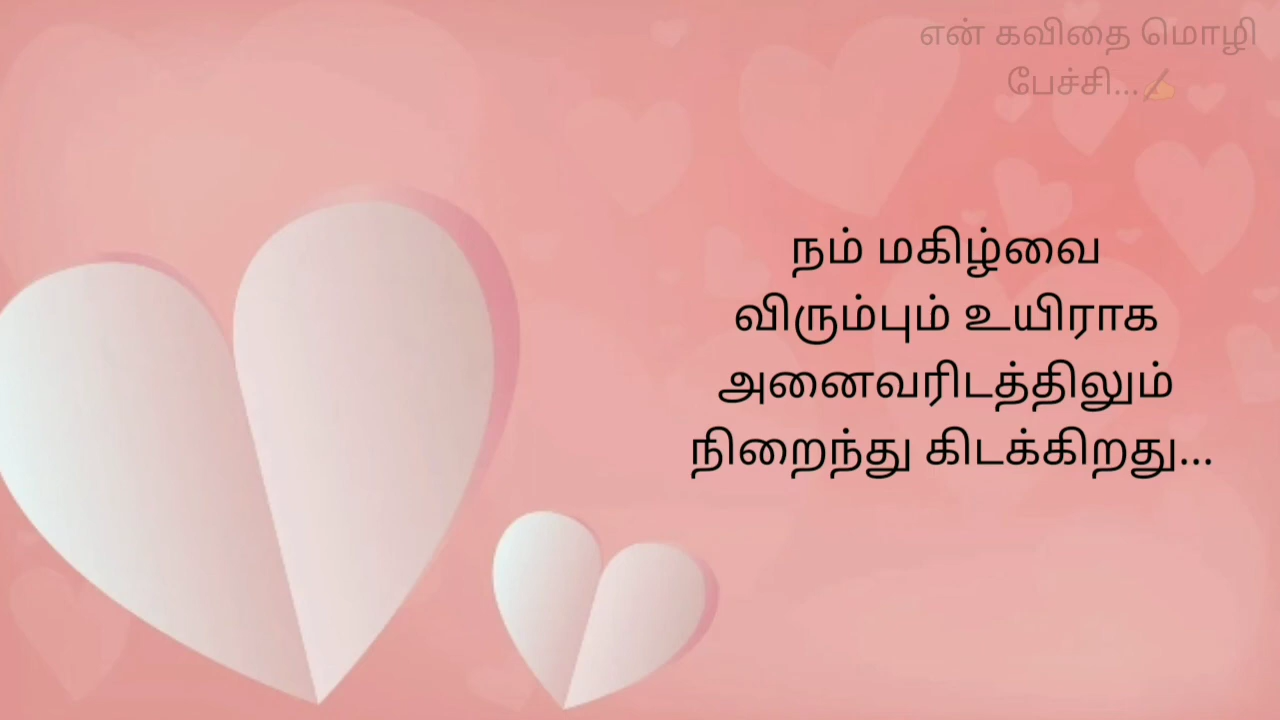 என் கவிதை மொழி
பேச்சி...✍
நம் மகிழ்வை
விரும்பும் உயிராக
அனைவரிடத்திலும்
நிறைந்து கிடக்கிறது...